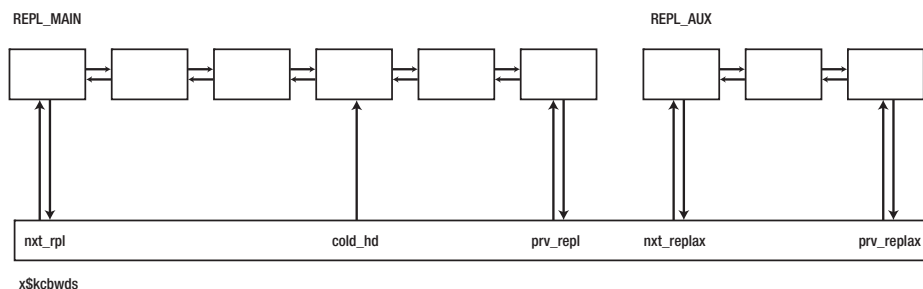 REPL_MAIN REPL_AUX
nxt_rpl cold_hd prv_repl nxt_replax prv_replax
x$kcbwds